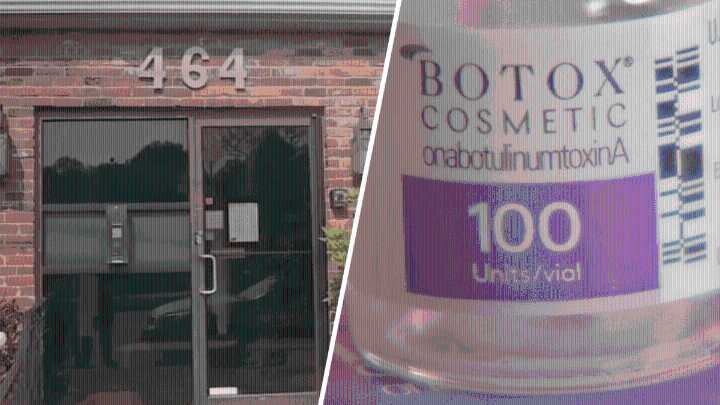 464
BOTOX®
COSMETIC
onabotulinumtoxinA
100
Units/vial